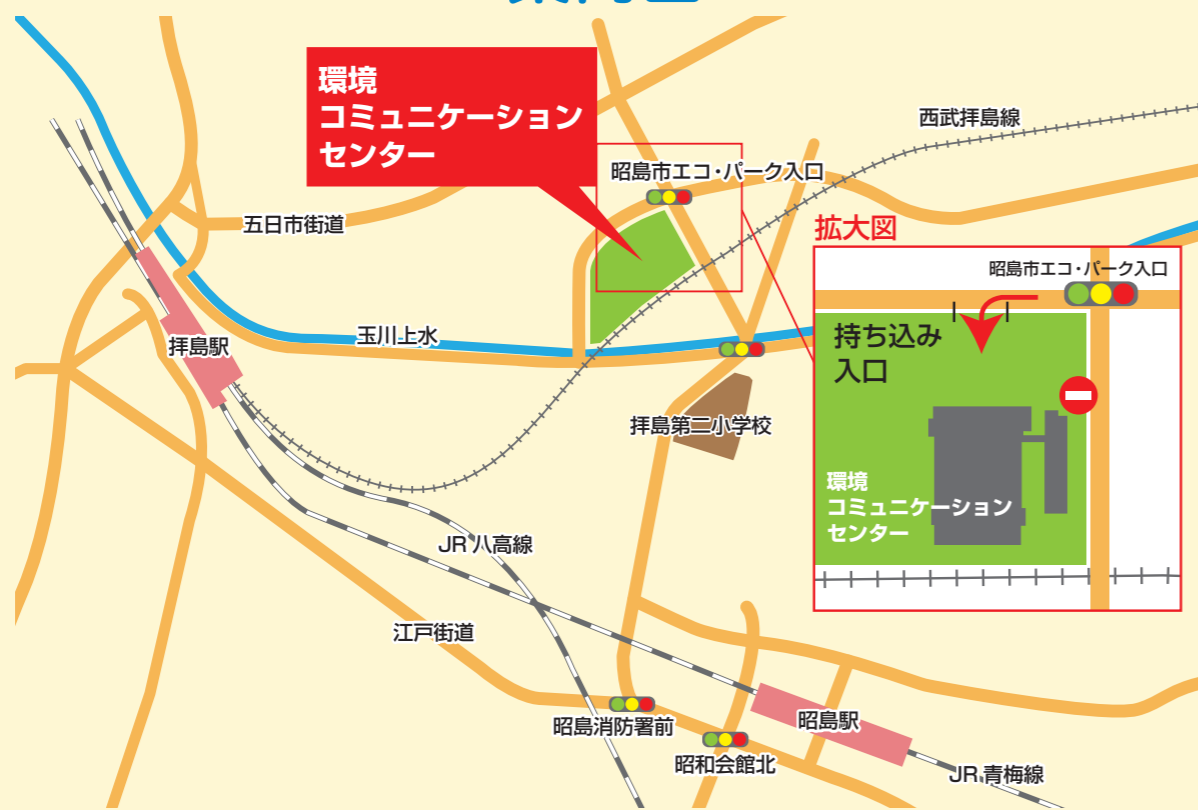 環境
コミュニケーション
センター
西武拝島線
昭島市エコ・パーク入口
五日市街道
拡大図
昭島市エコ・パーク入口
玉川上水
拝島駅
持ち込み
入口
拝島第二小学校
環境
コミュニケーション
センター
JR 八高線
江戸街道
昭島消防署前
昭島駅
昭和会館北
JR 青梅線